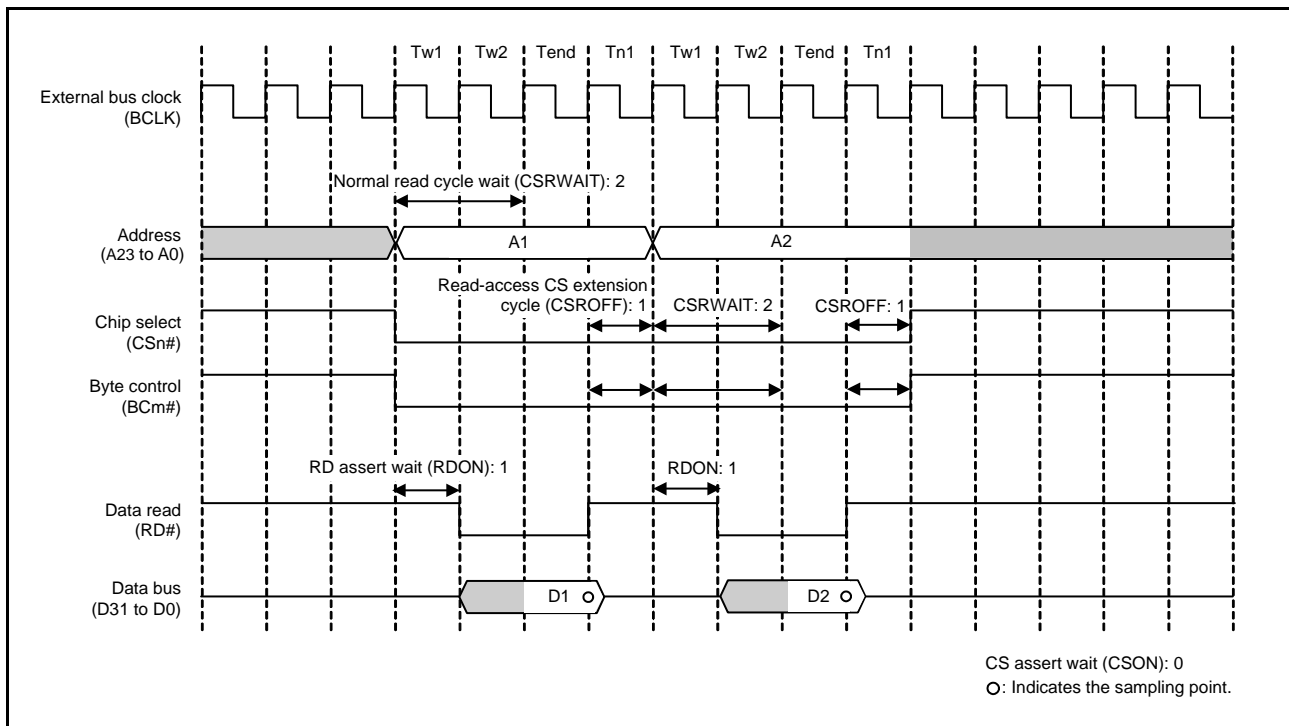 Tw1 Tw2 Tend Tn1 Tw1 Tw2 Tend Tn1
External bus clock
(BCLK)
Normal read cycle wait (CSRWAIT): 2
Address
(A23 to A0)
A1
A2
Read-access CS extension
cycle (CSROFF): 1
CSRWAIT: 2
CSROFF: 1
Chip select
(CSn#)
Byte control
(BCm#)
RD assert wait (RDON): 1
RDON: 1
Data read
(RD#)
Data bus
(D31 to D0)
D1
D2
CS assert wait (CSON): 0
O: Indicates the sampling point.